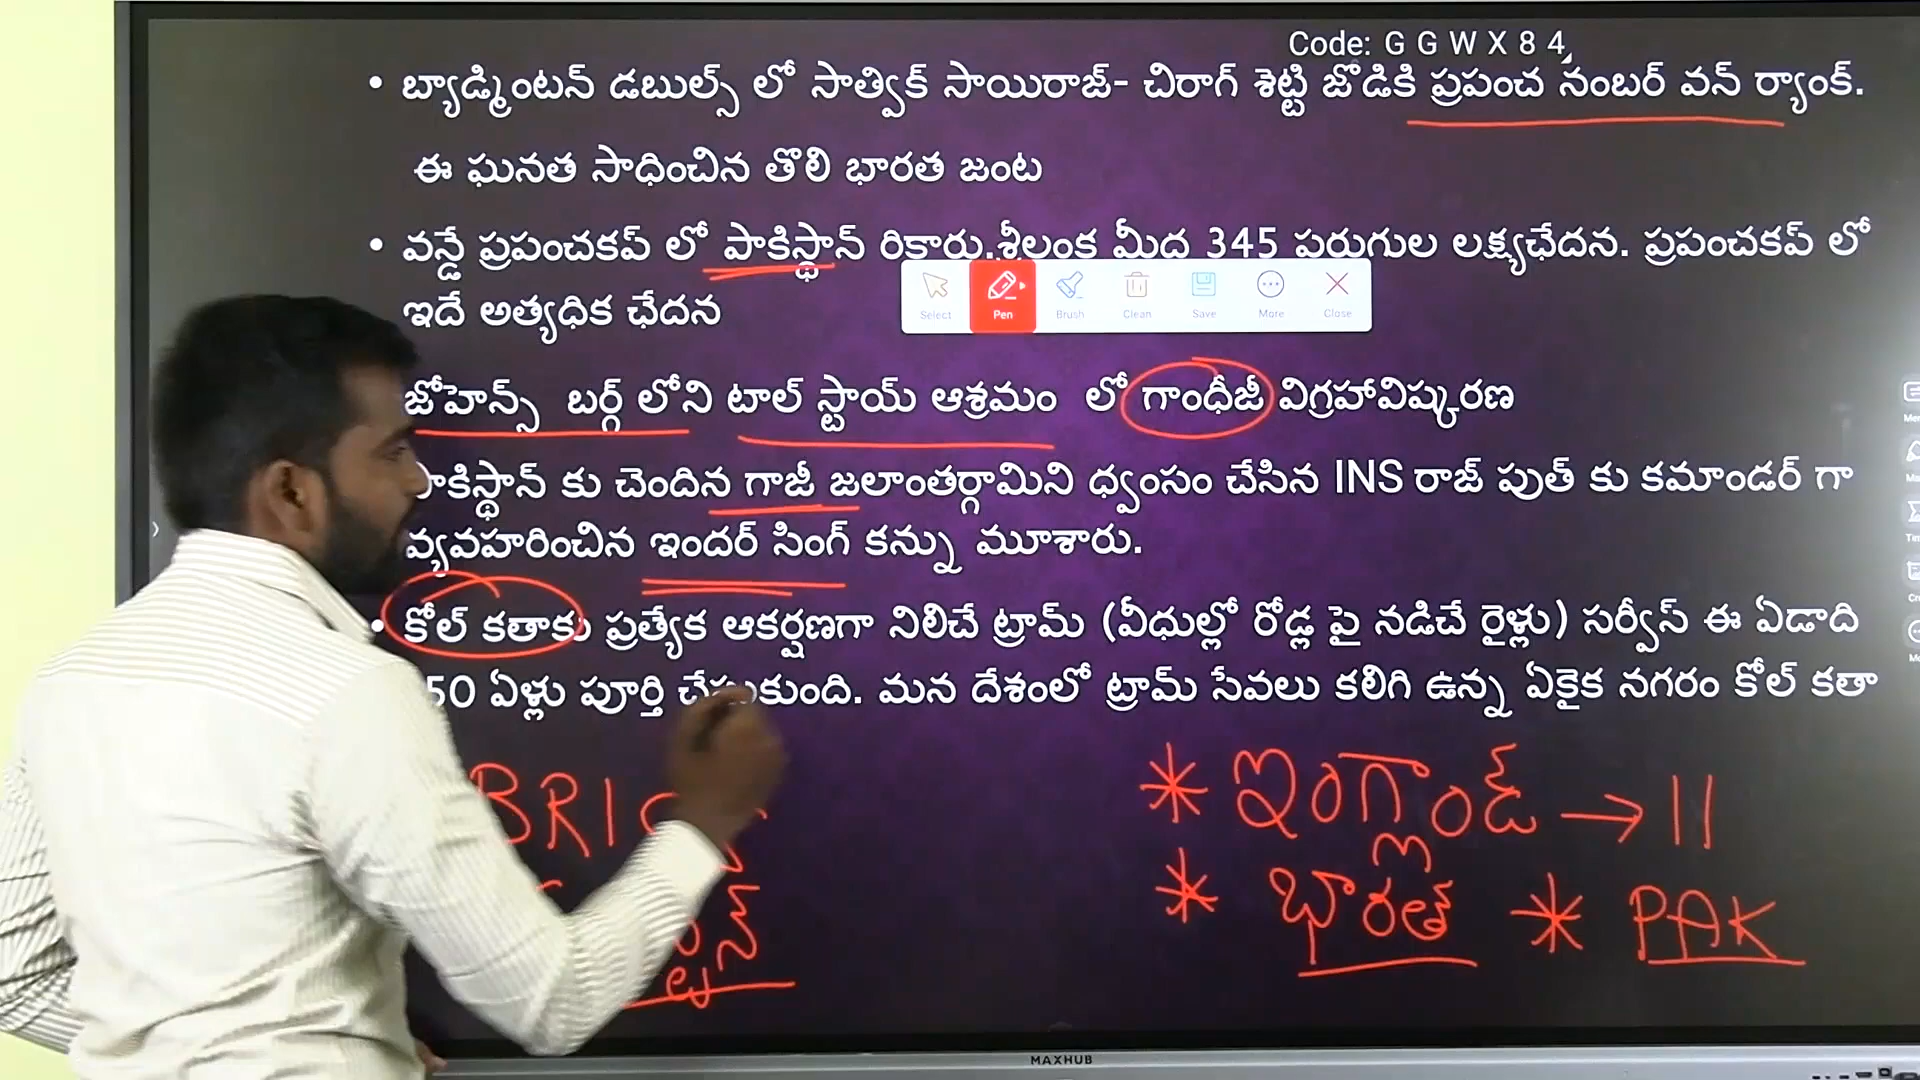 Code: G G W X 8 4
• బ్యాడ్మింటన్ డబుల్స్ లో సాత్విక్ సాయిరాజ్- చిరాగ్ శెట్టి జోడికి ప్రపంచ నంబర్ వన్ ర్యాంక్.
ఈ ఘనత సాధించిన తొలి భారత జంట
• వన్డే ప్రపంచకప్ లో పాకిస్థాన్ రికార్డు.శ్రీలంక మీద 345 పరుగుల లక్ష్యఛేదన. ప్రపంచకప్ లో
ఇదే అత్యధిక ఛేదన
Select Pen Brush Clean Save More Close
జోహెన్స్ బర్గ్ లోని టాల్ స్టాయ్ ఆశ్రమం లో గాంధీజీ విగ్రహావిష్కరణ
పాకిస్థాన్ కు చెందిన గాజీ జలాంతర్గామిని ధ్వంసం చేసిన INS రాజ్ పుత్ కు కమాండర్ గా
వ్యవహరించిన ఇందర్ సింగ్ కన్ను మూశారు.
• కోల్ కతాకు ప్రత్యేక ఆకర్షణగా నిలిచే ట్రామ్ (వీధుల్లో రోడ్ల పై నడిచే రైళ్లు) సర్వీస్ ఈ ఏడాది
50 ఏళ్లు పూర్తి చేసుకుంది. మన దేశంలో ట్రామ్ సేవలు కలిగి ఉన్న ఏకైక నగరం కోల్ కతా
* ఇంగ్లాండ్ → 11
* భారత్ * PAK
MAXHUB